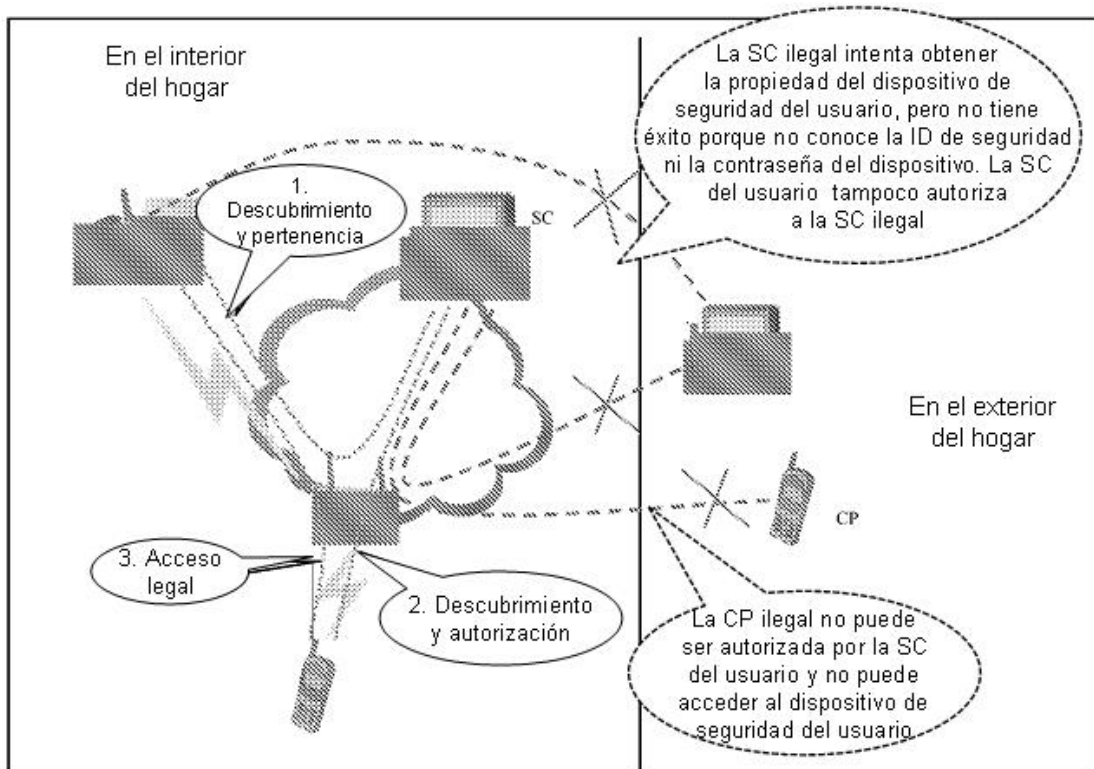 En el interior
del hogar
La SC ilegal intenta obtener
la propiedad del dispositivo de
seguridad del usuario, pero no tiene
éxito porque no conoce la ID de seguridad
ni la contraseña del dispositivo. La SC
del usuario tampoco autoriza
a la SC ilegal
1.
Descubrimiento
y pertenencia
SC
En el exterior
del hogar
CP
3. Acceso
legal
2. Descubrimiento
y autorización
La CP ilegal no puede
ser autorizada por la SC
del usuario y no puede
acceder al dispositivo de
seguridad del usuario